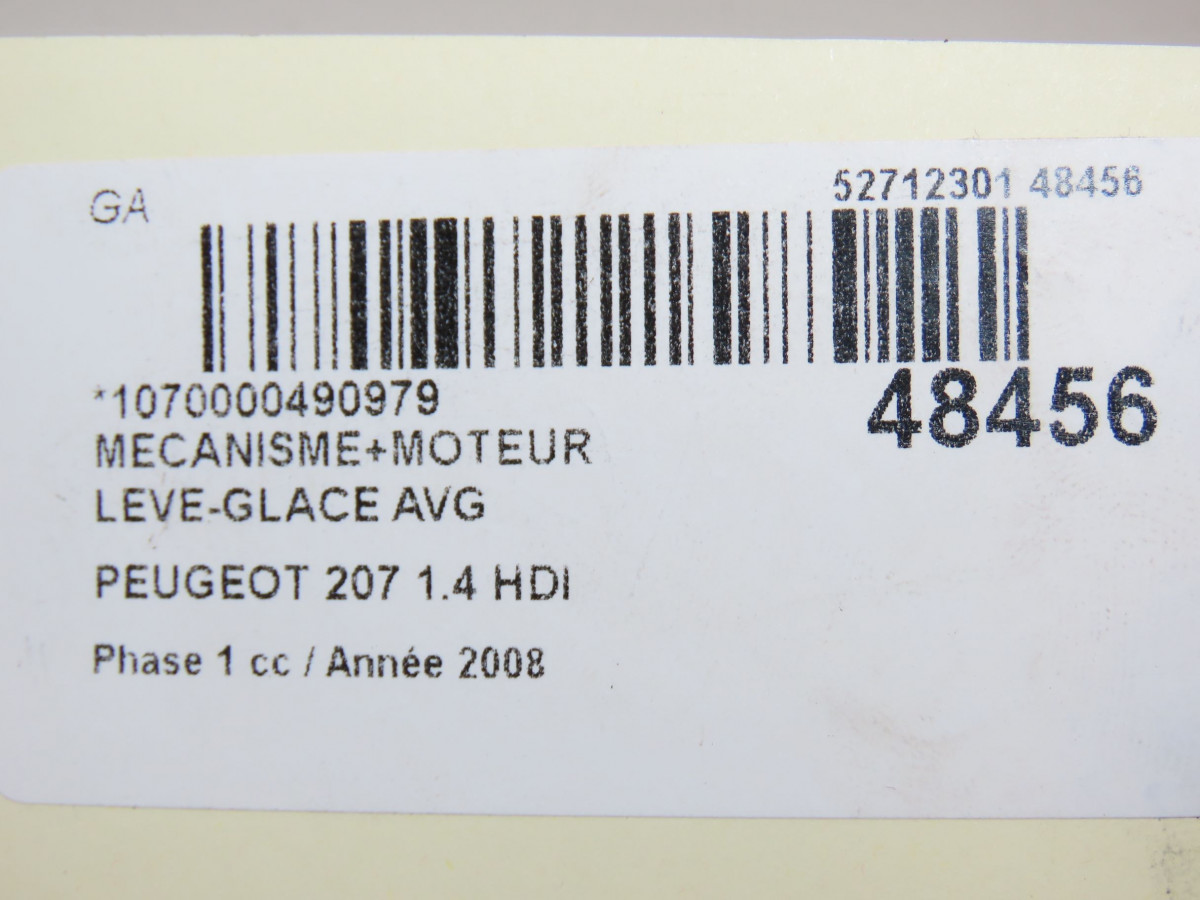 GA
52712301 48456
*1070000490979
48456
MECANISME+MOTEUR
LEVE-GLACE AVG
PEUGEOT 207 1.4 HDI
Phase 1 cc / Année 2008